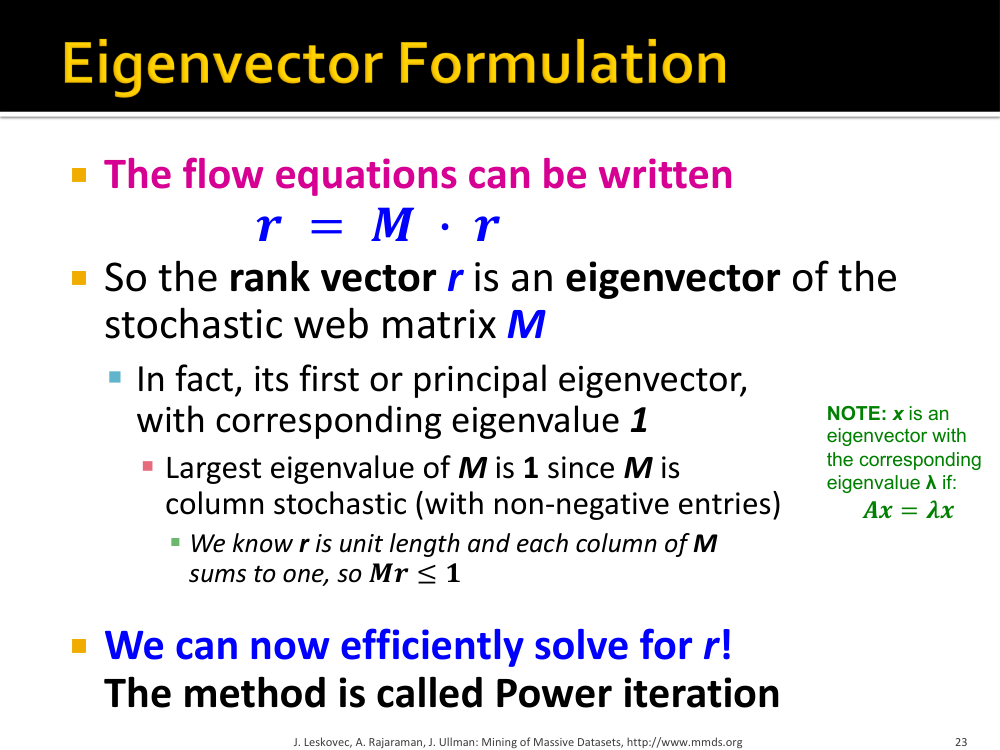 Eigenvector Formulation
The flow equations can be written
r = M · r
So the rank vector r is an eigenvector of the
stochastic web matrix M
In fact, its first or principal eigenvector,
with corresponding eigenvalue 1
Largest eigenvalue of M is 1 since M is
column stochastic (with non-negative entries)
We know r is unit length and each column of M
sums to one, so Mr ≤ 1
NOTE: x is an
eigenvector with
the corresponding
eigenvalue λ if:
Ax = λx
We can now efficiently solve for r!
The method is called Power iteration
J. Leskovec, A. Rajaraman, J. Ullman: Mining of Massive Datasets, http://www.mmds.org
23